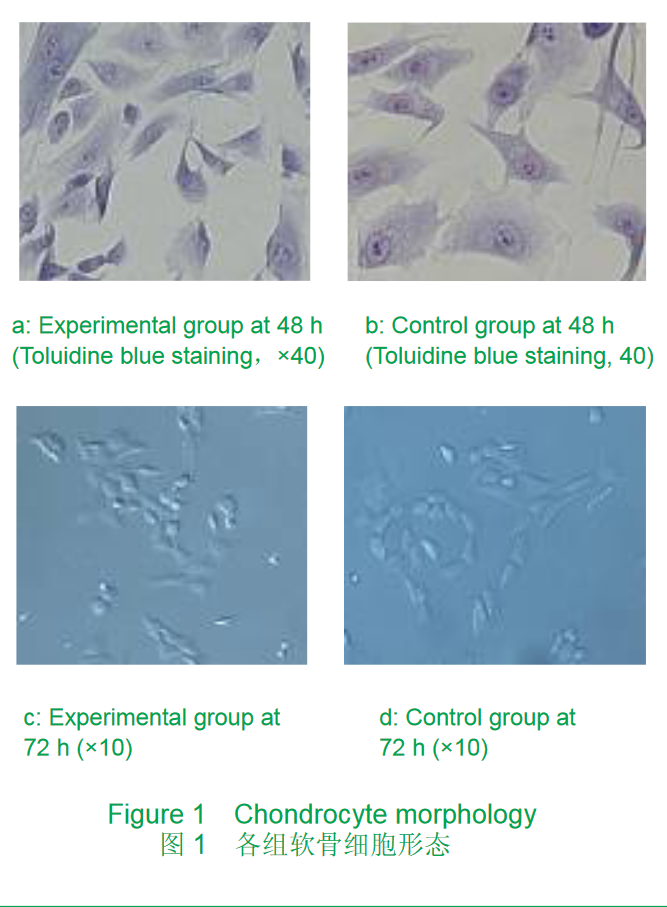 a: Experimental group at 48 h
(Toluidine blue staining，×40)
b: Control group at 48 h
(Toluidine blue staining, 40)
c: Experimental group at
72 h (×10)
d: Control group at
72 h (×10)
Figure 1 Chondrocyte morphology
图 1 各组软骨细胞形态